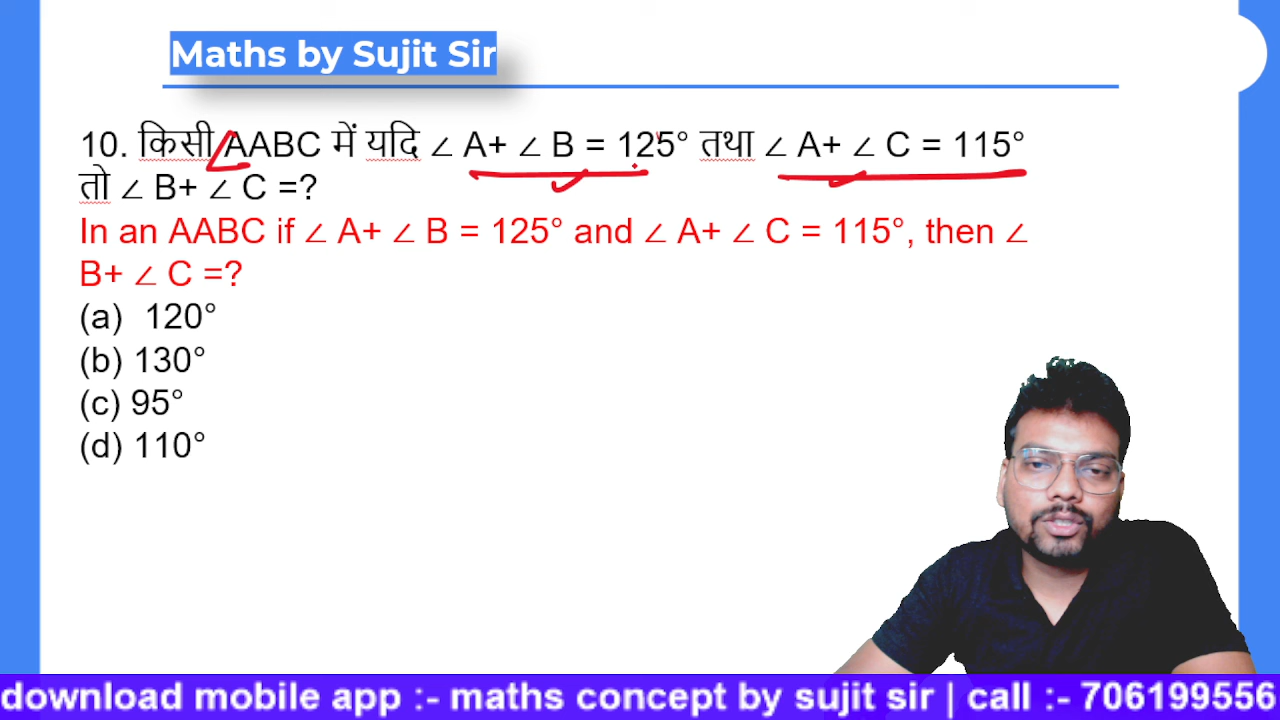 Maths by Sujit Sir
10. किसी AABC में यदि ∠ A+ ∠ B = 125° तथा ∠ A+ ∠ C = 115°
तो ∠ B+ ∠ C =?
In an AABC if ∠ A+ ∠ B = 125° and ∠ A+ ∠ C = 115°, then ∠
B+ ∠ C =?
(a) 120°
(b) 130°
(c) 95°
(d) 110°
download mobile app :- maths concept by sujit sir | call :- 706199556